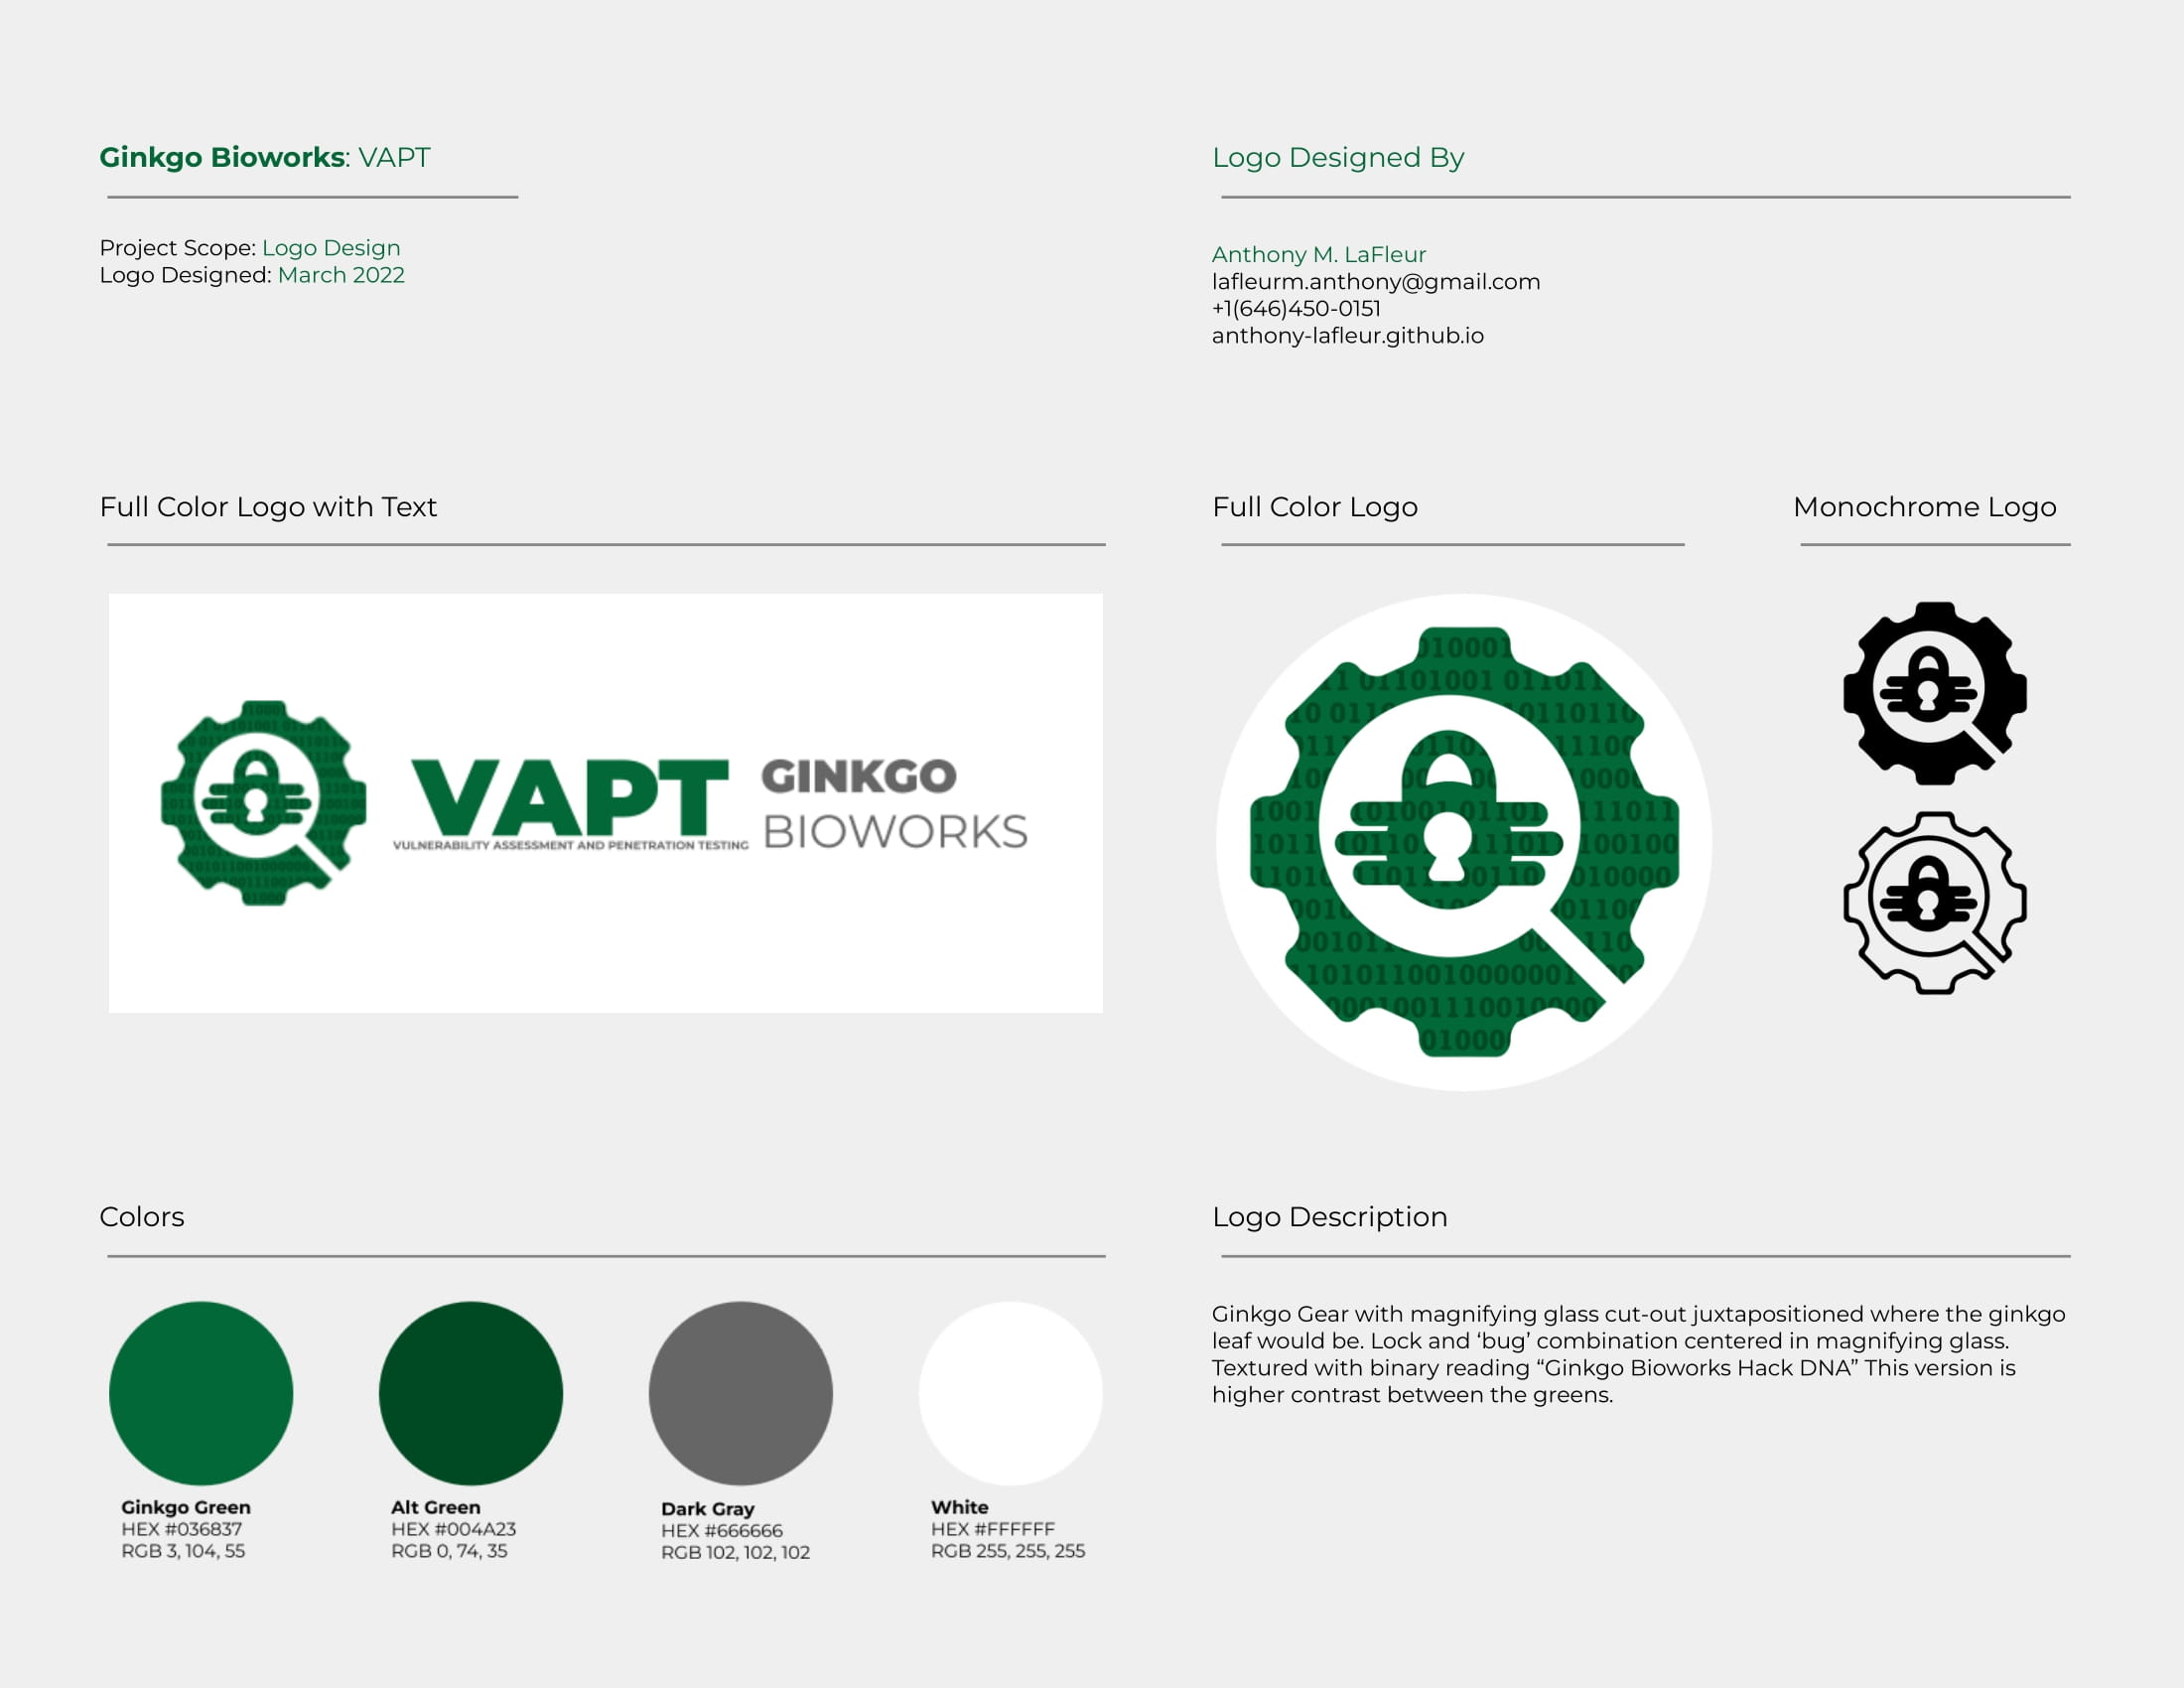 Ginkgo Bioworks: VAPT
Project Scope: Logo Design
Logo Designed: March 2022
Logo Designed By
Anthony M. LaFleur
lafleurm.anthony@gmail.com
+1(646)450-0151
anthony-lafleur.github.io
Full Color Logo with Text
VAPT
VULNERABILITY ASSESSMENT AND PENETRATION TESTING
GINKGO
BIOWORKS
Full Color Logo
Monochrome Logo
Colors
Ginkgo Green
HEX #036837
RGB 3, 104, 55
Alt Green
HEX #004A23
RGB 0, 74, 35
Dark Gray
HEX #666666
RGB 102, 102, 102
White
HEX #FFFFFF
RGB 255, 255, 255
Logo Description
Ginkgo Gear with magnifying glass cut-out juxtapositioned where the ginkgo
leaf would be. Lock and ‘bug’ combination centered in magnifying glass.
Textured with binary reading “Ginkgo Bioworks Hack DNA” This version is
higher contrast between the greens.